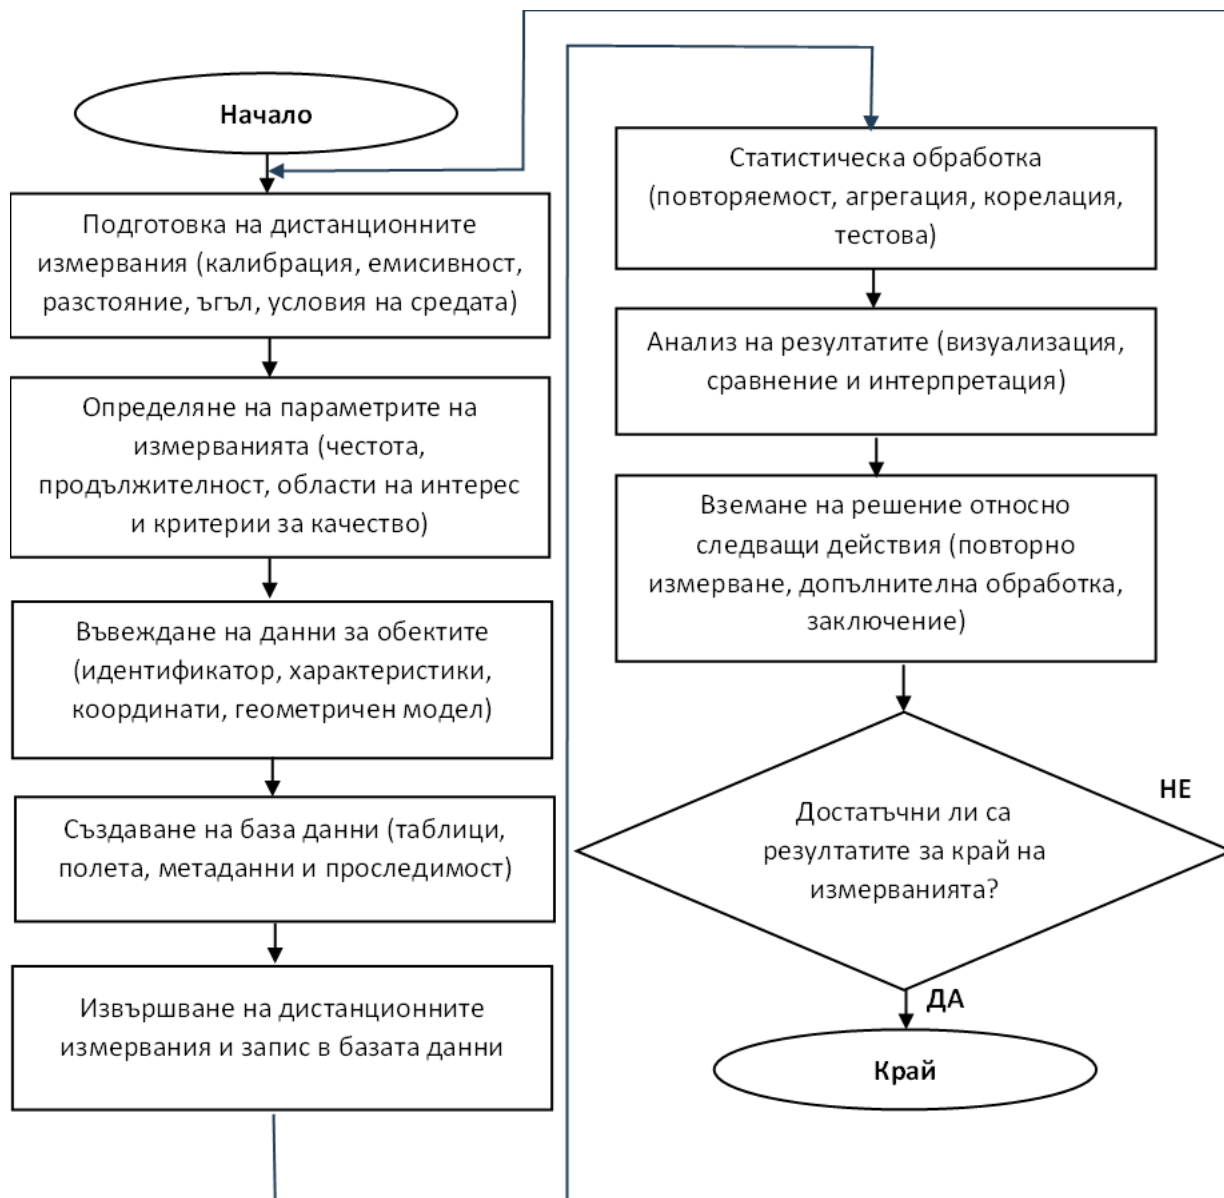 Начало
Подготовка на дистанционните
измервания (калибрация, емисивност,
разстояние, ъгъл, условия на средата)
Определяне на параметрите на
измерванията (честота,
продължителност, области на интерес
и критерии за качество)
Въвеждане на данни за обектите
(идентификатор, характеристики,
координати, геометричен модел)
Създаване на база данни (таблици,
полета, метаданни и проследимост)
Извършване на дистанционните
измервания и запис в базата данни
Статистическа обработка
(повторяемост, агрегация, корелация,
тестова)
Анализ на резултатите (визуализация,
сравнение и интерпретация)
Вземане на решение относно
следващи действия (повторно
измерване, допълнителна обработка,
заключение)
НЕ
Достатъчни ли са
резултатите за край на
измерванията?
ДА
Край